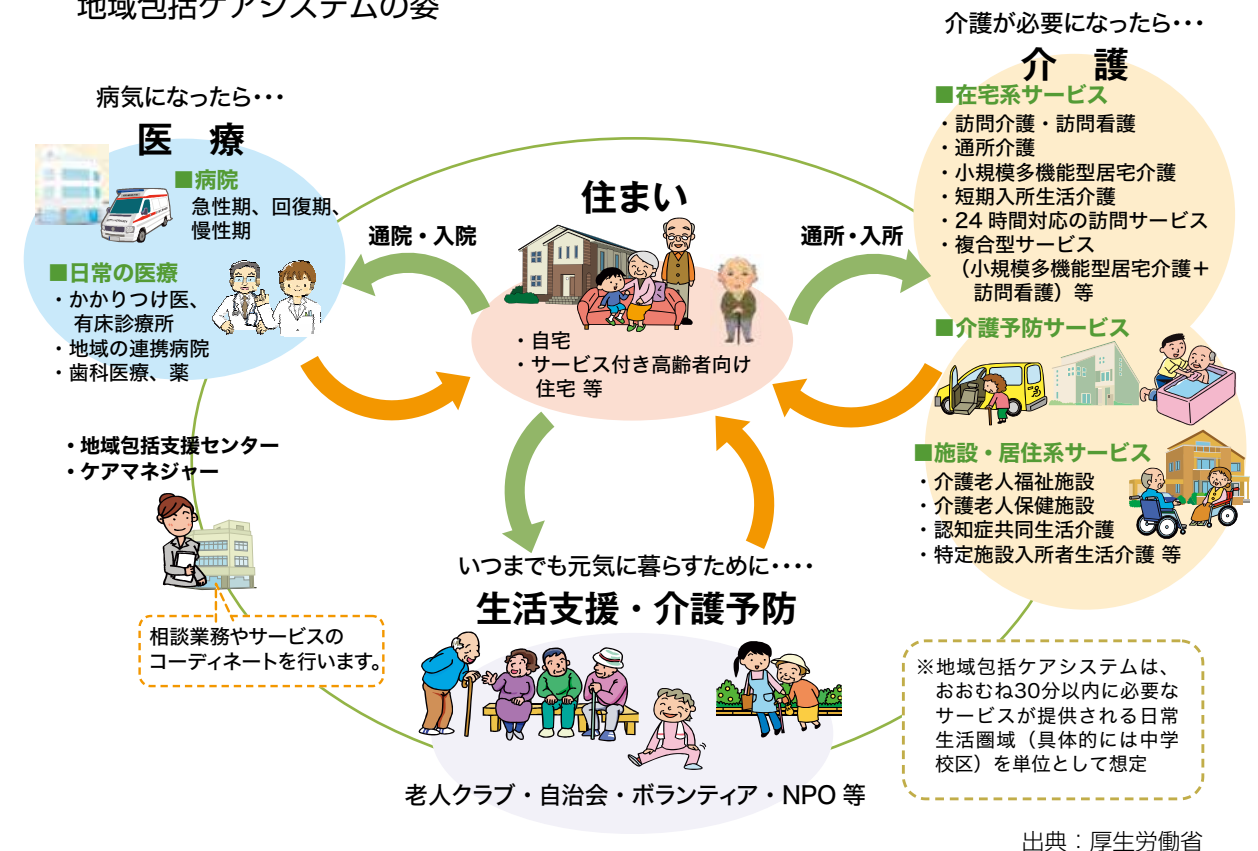 地域包括ケアシステムの姿
病気になったら・・・
医 療
■病院
急性期、回復期、
慢性期
■日常の医療
・かかりつけ医、
有床診療所
・地域の連携病院
・歯科医療、薬
・地域包括支援センター
・ケアマネジャー
相談業務やサービスの
コーディネートを行います。
通院・入院
住まい
・自宅
・サービス付き高齢者向け
住宅 等
通所・入所
介護が必要になったら・・・
介 護
■在宅系サービス
・訪問介護・訪問看護
・通所介護
・小規模多機能型居宅介護
・短期入所生活介護
・24 時間対応の訪問サービス
・複合型サービス
（小規模多機能型居宅介護＋
訪問看護）等
■介護予防サービス
■施設・居住系サービス
・介護老人福祉施設
・介護老人保健施設
・認知症共同生活介護
・特定施設入所者生活介護 等
いつまでも元気に暮らすために・・・・
生活支援・介護予防
老人クラブ・自治会・ボランティア・NPO 等
※地域包括ケアシステムは、
おおむね30分以内に必要な
サービスが提供される日常
生活圏域（具体的には中学
校区）を単位として想定
出典：厚生労働省